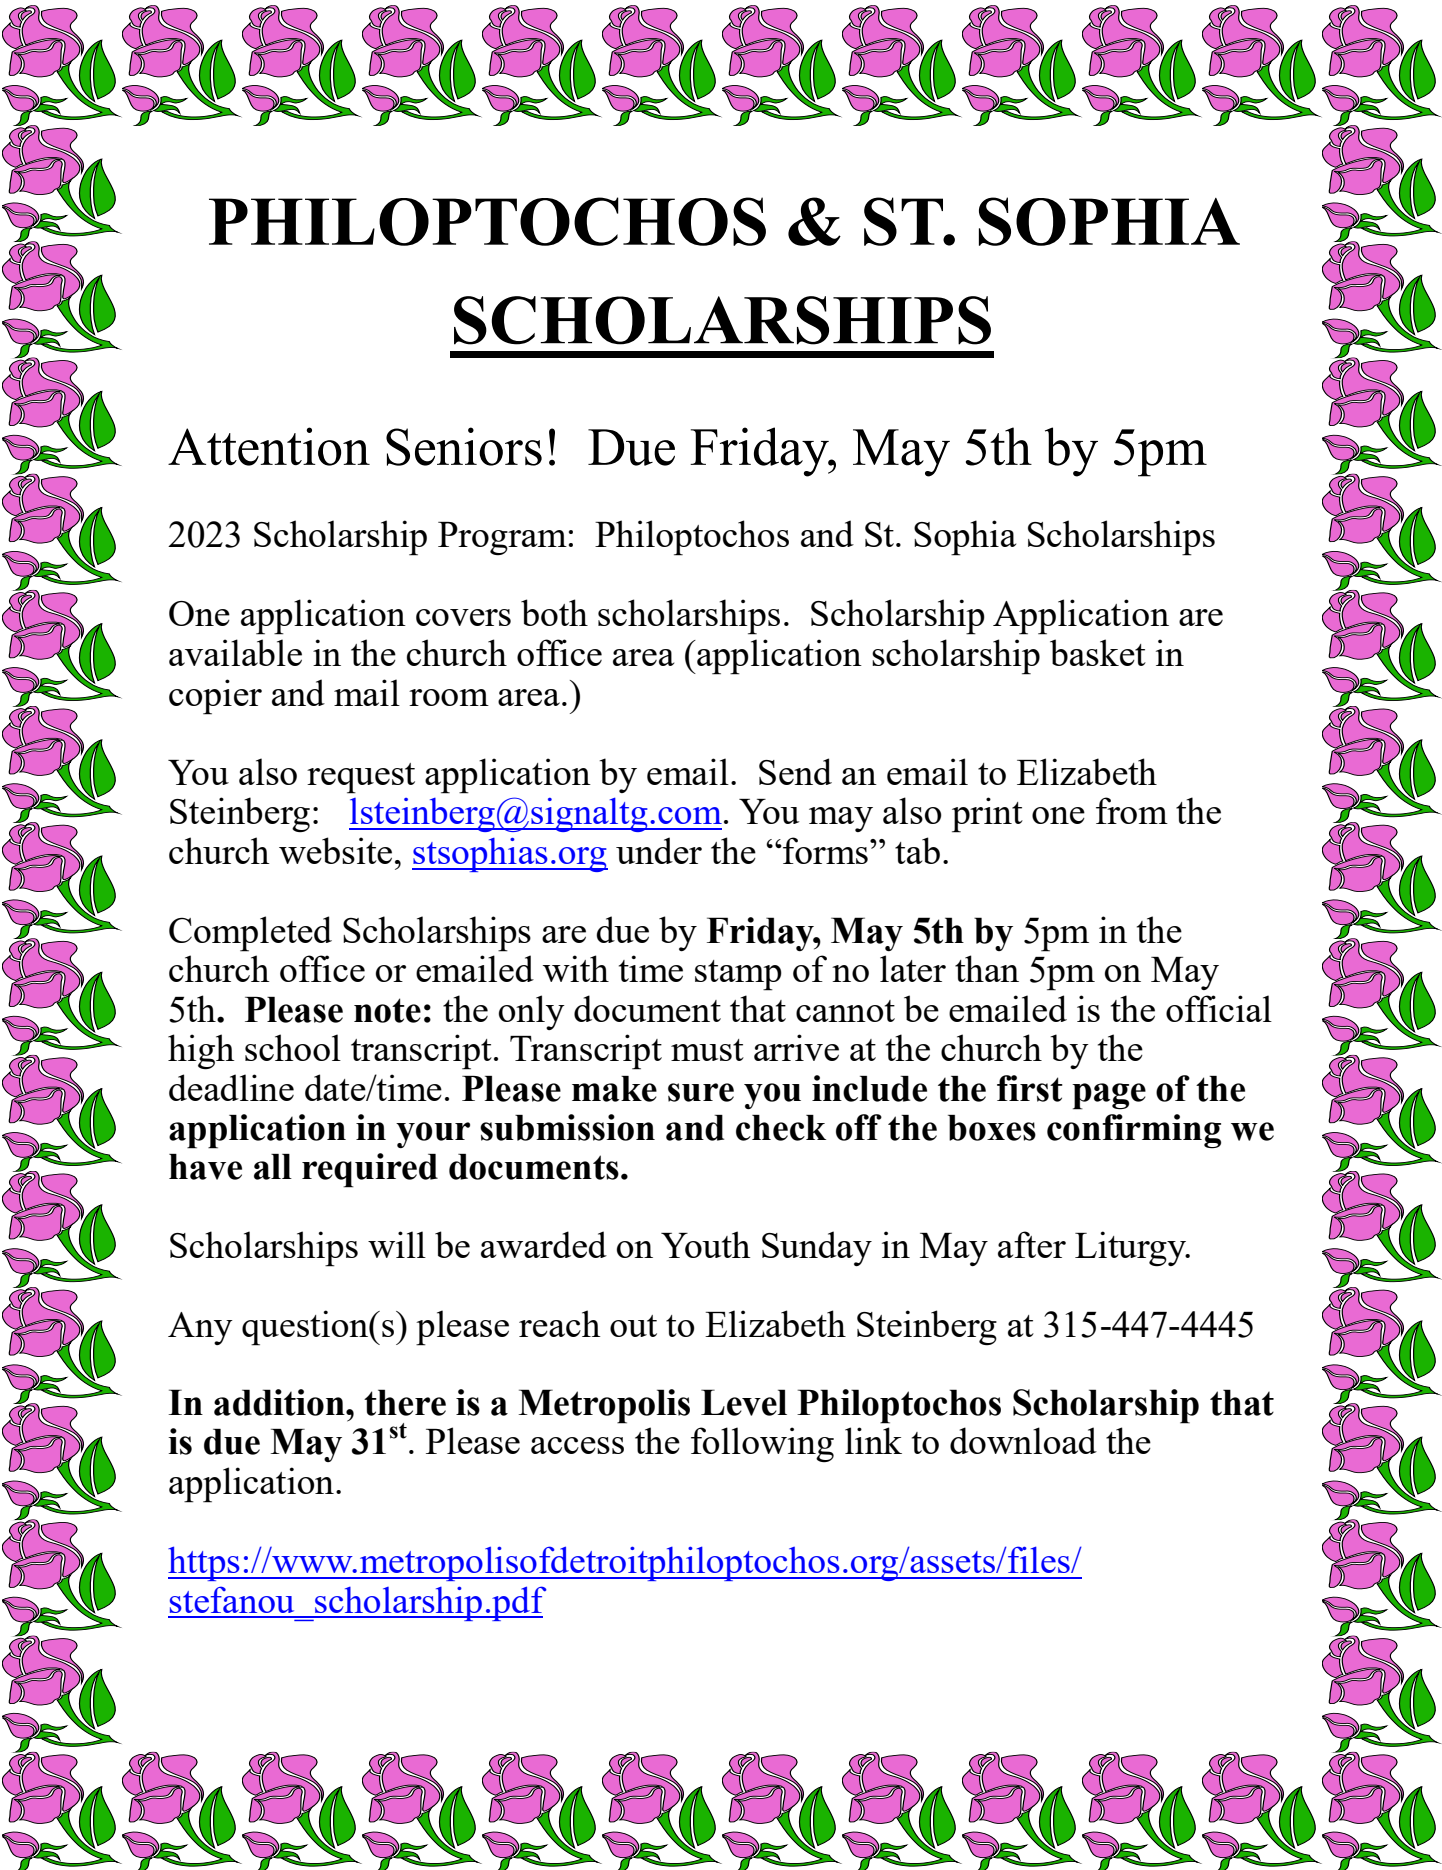 PHILOPTOCHOS & ST. SOPHIA
SCHOLARSHIPS
Attention Seniors!  Due Friday, May 5th by 5pm
2023 Scholarship Program:  Philoptochos and St. Sophia Scholarships
One application covers both scholarships.  Scholarship Application are
available in the church office area (application scholarship basket in
copier and mail room area.)
You also request application by email.  Send an email to Elizabeth
Steinberg:   lsteinberg@signaltg.com. You may also print one from the
church website, stsophias.org under the “forms” tab.
Completed Scholarships are due by Friday, May 5th by 5pm in the
church office or emailed with time stamp of no later than 5pm on May
5th.  Please note: the only document that cannot be emailed is the official
high school transcript. Transcript must arrive at the church by the
deadline date/time. Please make sure you include the first page of the
application in your submission and check off the boxes confirming we
have all required documents.
Scholarships will be awarded on Youth Sunday in May after Liturgy.
Any question(s) please reach out to Elizabeth Steinberg at 315-447-4445
In addition, there is a Metropolis Level Philoptochos Scholarship that
is due May 31st. Please access the following link to download the
application.
https://www.metropolisofdetroitphiloptochos.org/assets/files/
stefanou_scholarship.pdf